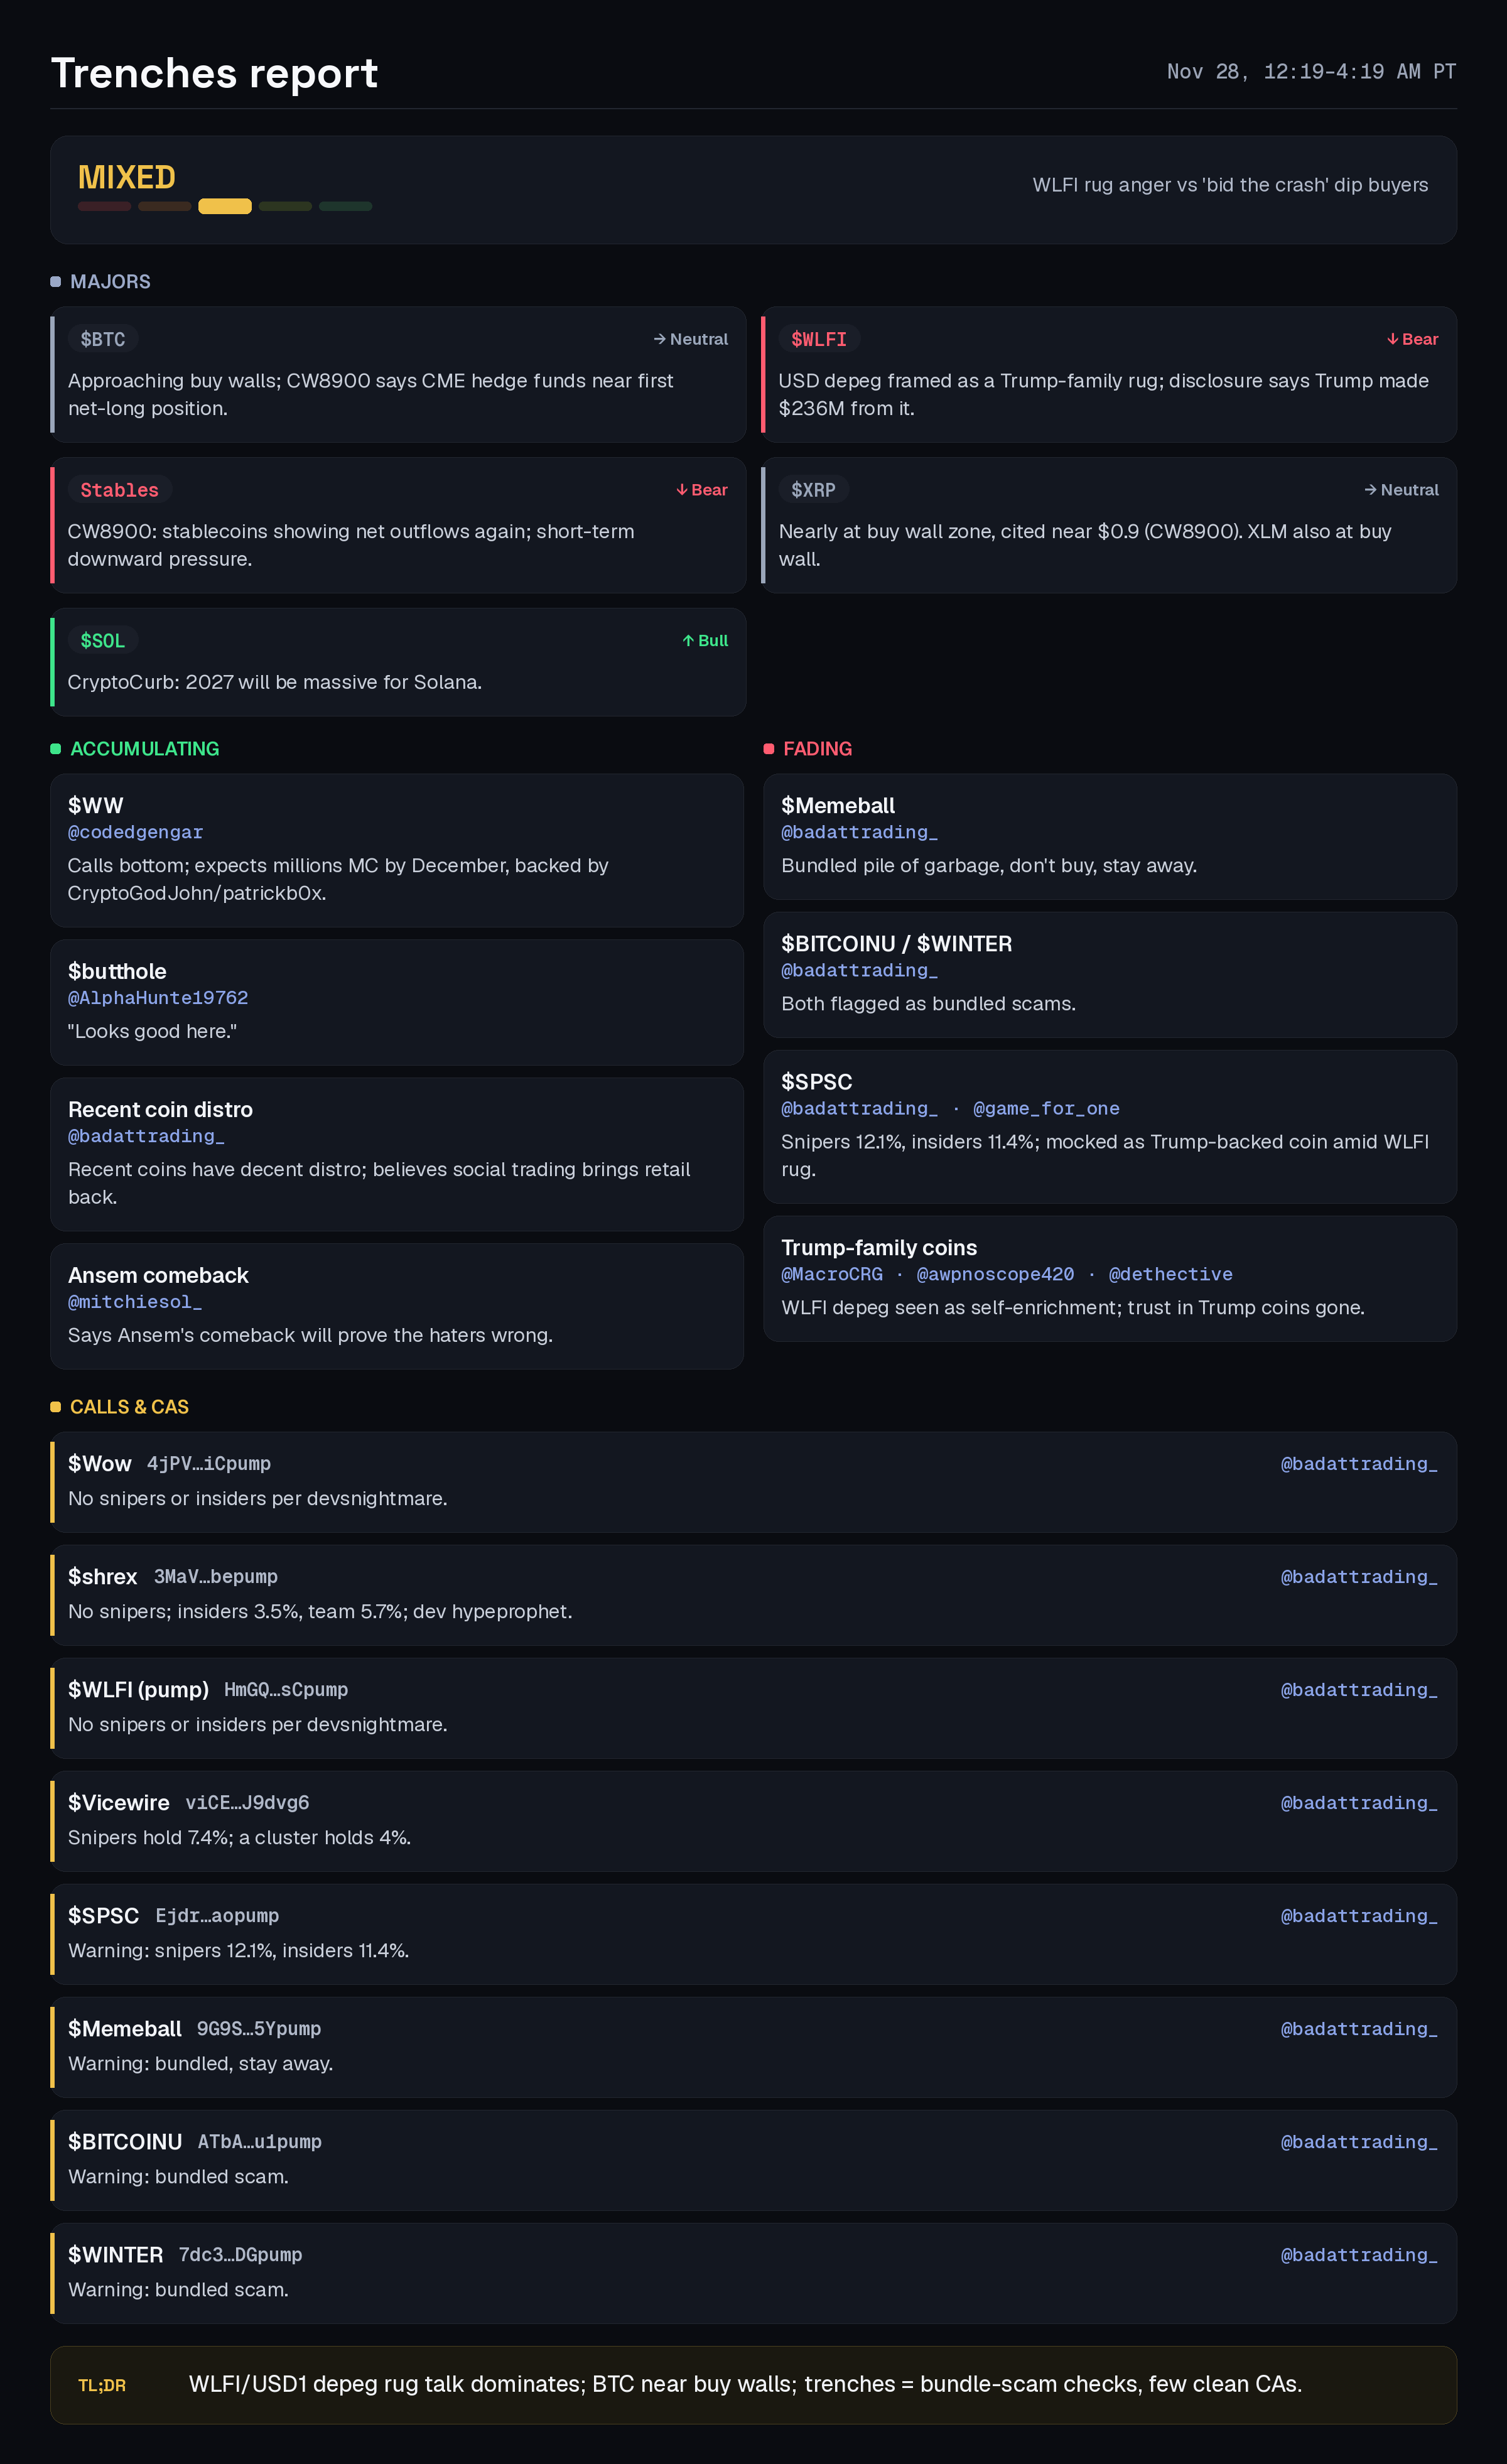 Trenches report
Nov 28, 12:19–4:19 AM PT
MIXED
WLFI rug anger vs 'bid the crash' dip buyers
MAJORS
$BTC
→ Neutral
Approaching buy walls; CW8900 says CME hedge funds near first
net-long position.
$WLFI
↓ Bear
USD depeg framed as a Trump-family rug; disclosure says Trump made
$236M from it.
Stables
↓ Bear
CW8900: stablecoins showing net outflows again; short-term
downward pressure.
$XRP
→ Neutral
Nearly at buy wall zone, cited near $0.9 (CW8900). XLM also at buy
wall.
$SOL
↑ Bull
CryptoCurb: 2027 will be massive for Solana.
ACCUMULATING
$WW
@codedgengar
Calls bottom; expects millions MC by December, backed by
CryptoGodJohn/patrickb0x.
$butthole
@AlphaHunte19762
"Looks good here."
Recent coin distro
@badattrading_
Recent coins have decent distro; believes social trading brings retail
back.
Ansem comeback
@mitchiesol_
Says Ansem's comeback will prove the haters wrong.
FADING
$Memeball
@badattrading_
Bundled pile of garbage, don't buy, stay away.
$BITCOINU / $WINTER
@badattrading_
Both flagged as bundled scams.
$SPSC
@badattrading_ · @game_for_one
Snipers 12.1%, insiders 11.4%; mocked as Trump-backed coin amid WLFI
rug.
Trump-family coins
@MacroCRG · @awpnoscope420 · @dethective
WLFI depeg seen as self-enrichment; trust in Trump coins gone.
CALLS & CAS
$Wow 4jPV…iCpump
@badattrading_
No snipers or insiders per devsnightmare.
$shrex 3MaV…bepump
@badattrading_
No snipers; insiders 3.5%, team 5.7%; dev hypeprophet.
$WLFI (pump) HmGQ…sCpump
@badattrading_
No snipers or insiders per devsnightmare.
$Vicewire viCE…J9dvg6
@badattrading_
Snipers hold 7.4%; a cluster holds 4%.
$SPSC Ejdr…aopump
@badattrading_
Warning: snipers 12.1%, insiders 11.4%.
$Memeball 9G9S…5Ypump
@badattrading_
Warning: bundled, stay away.
$BITCOINU ATbA…u1pump
@badattrading_
Warning: bundled scam.
$WINTER 7dc3…DGpump
@badattrading_
Warning: bundled scam.
TL;DR
WLFI/USD1 depeg rug talk dominates; BTC near buy walls; trenches = bundle-scam checks, few clean CAs.